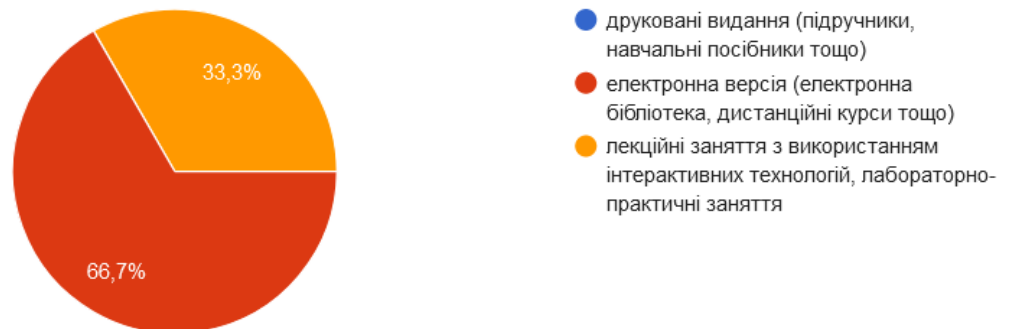 33,3%
66,7%
друковані видання (підручники,
навчальні посібники тощо)
електронна версія (електронна
бібліотека, дистанційні курси тощо)
лекційні заняття з використанням
інтерактивних технологій, лабораторно-
практичні заняття